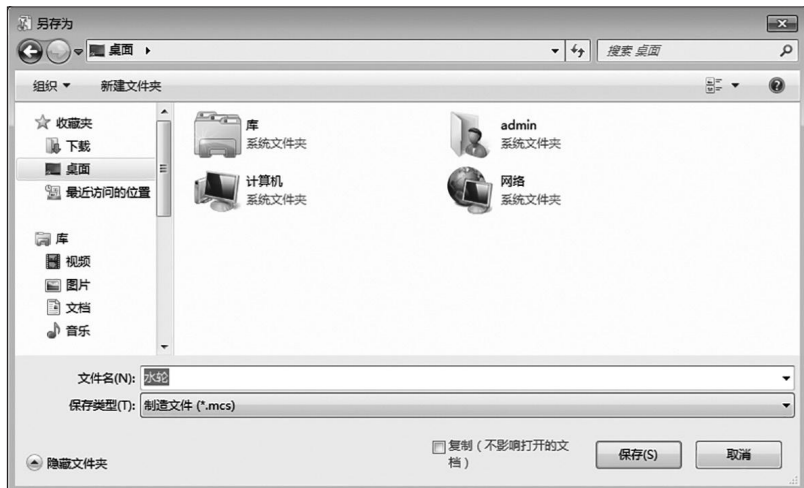 另存为
桌面
搜索 桌面
组织
新建文件夹
收藏夹
下载
桌面
最近访问的位置
库
视频
图片
文档
音乐
库
系统文件夹
admin
系统文件夹
计算机
系统文件夹
网络
系统文件夹
文件名(N): 水轮
保存类型(T): 制造文件 (*.mcs)
隐藏文件夹
复制（不影响打开的文
档）
保存(S)
取消